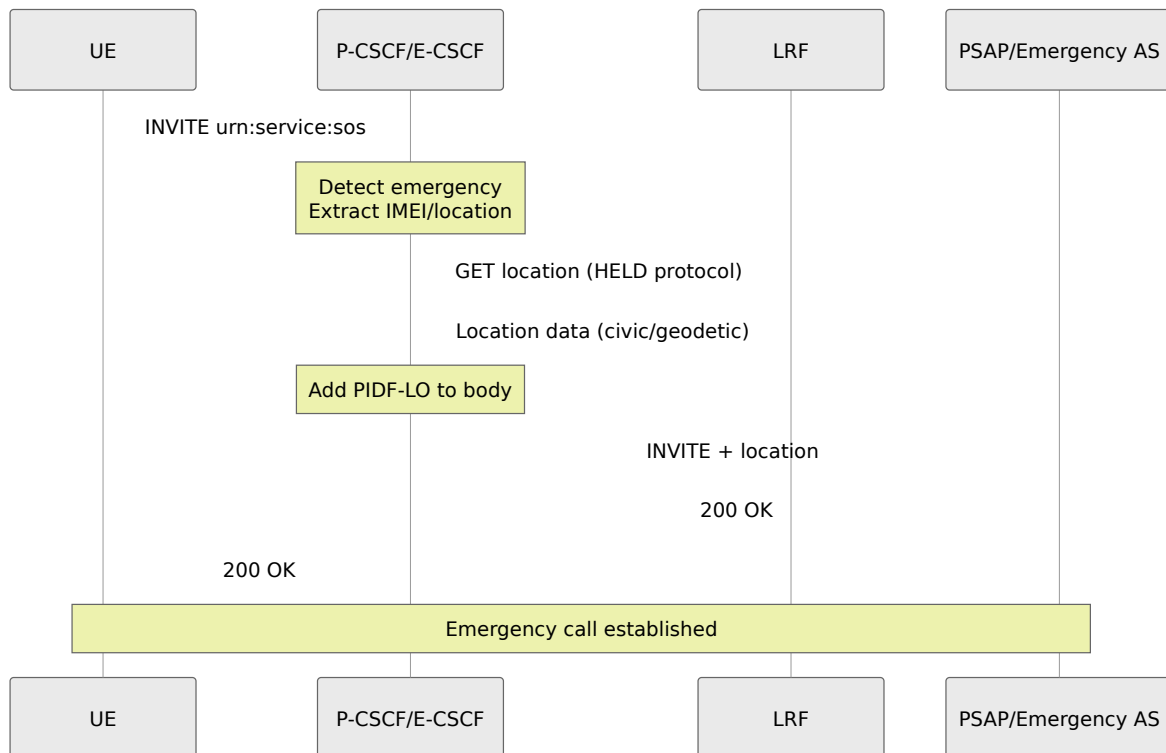 UE
P-CSCF/E-CSCF
LRF
PSAP/Emergency AS
INVITE urn:service:sos
Detect emergency
Extract IMEI/location
GET location (HELD protocol)
Location data (civic/geodetic)
Add PIDF-LO to body
INVITE + location
200 OK
200 OK
Emergency call established
UE
P-CSCF/E-CSCF
LRF
PSAP/Emergency AS